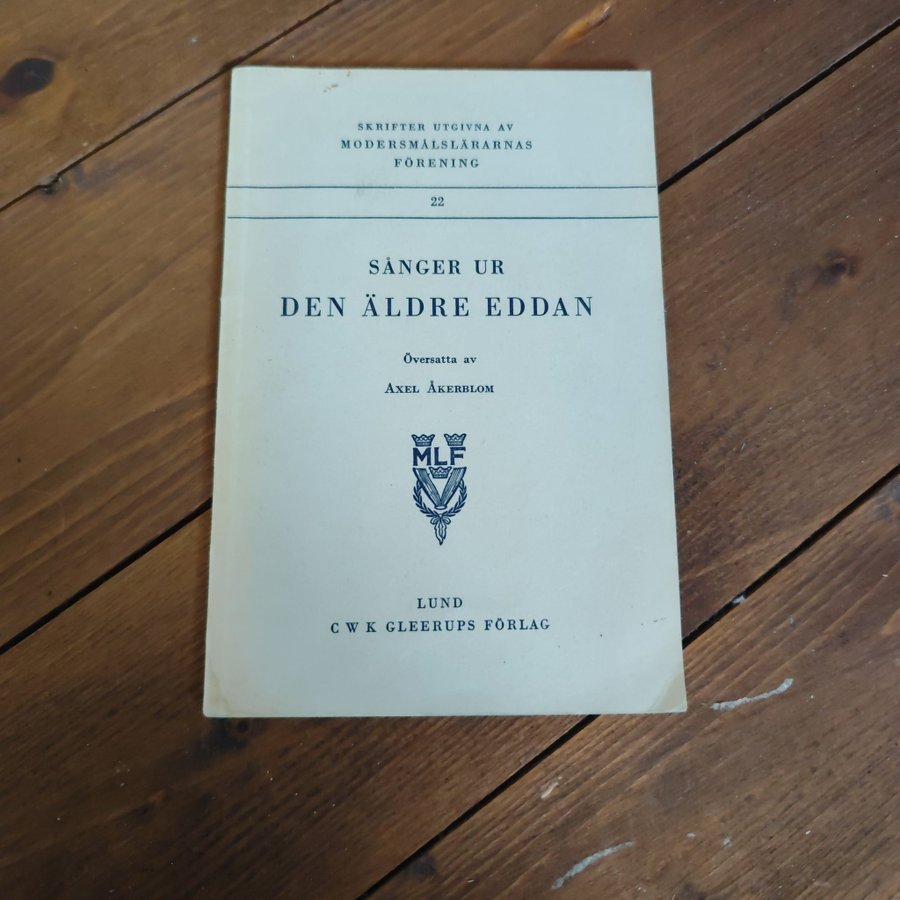 SKRIFTER UTGIVNA AV
MODERSMÅLSLÄRARNAS
FÖRENING
22
SÅNGER UR
DEN ÄLDRE EDDAN
Översatta av
AXEL ÅKERBLOM
MLF
LUND
C W K GLEERUPS FÖRLAG